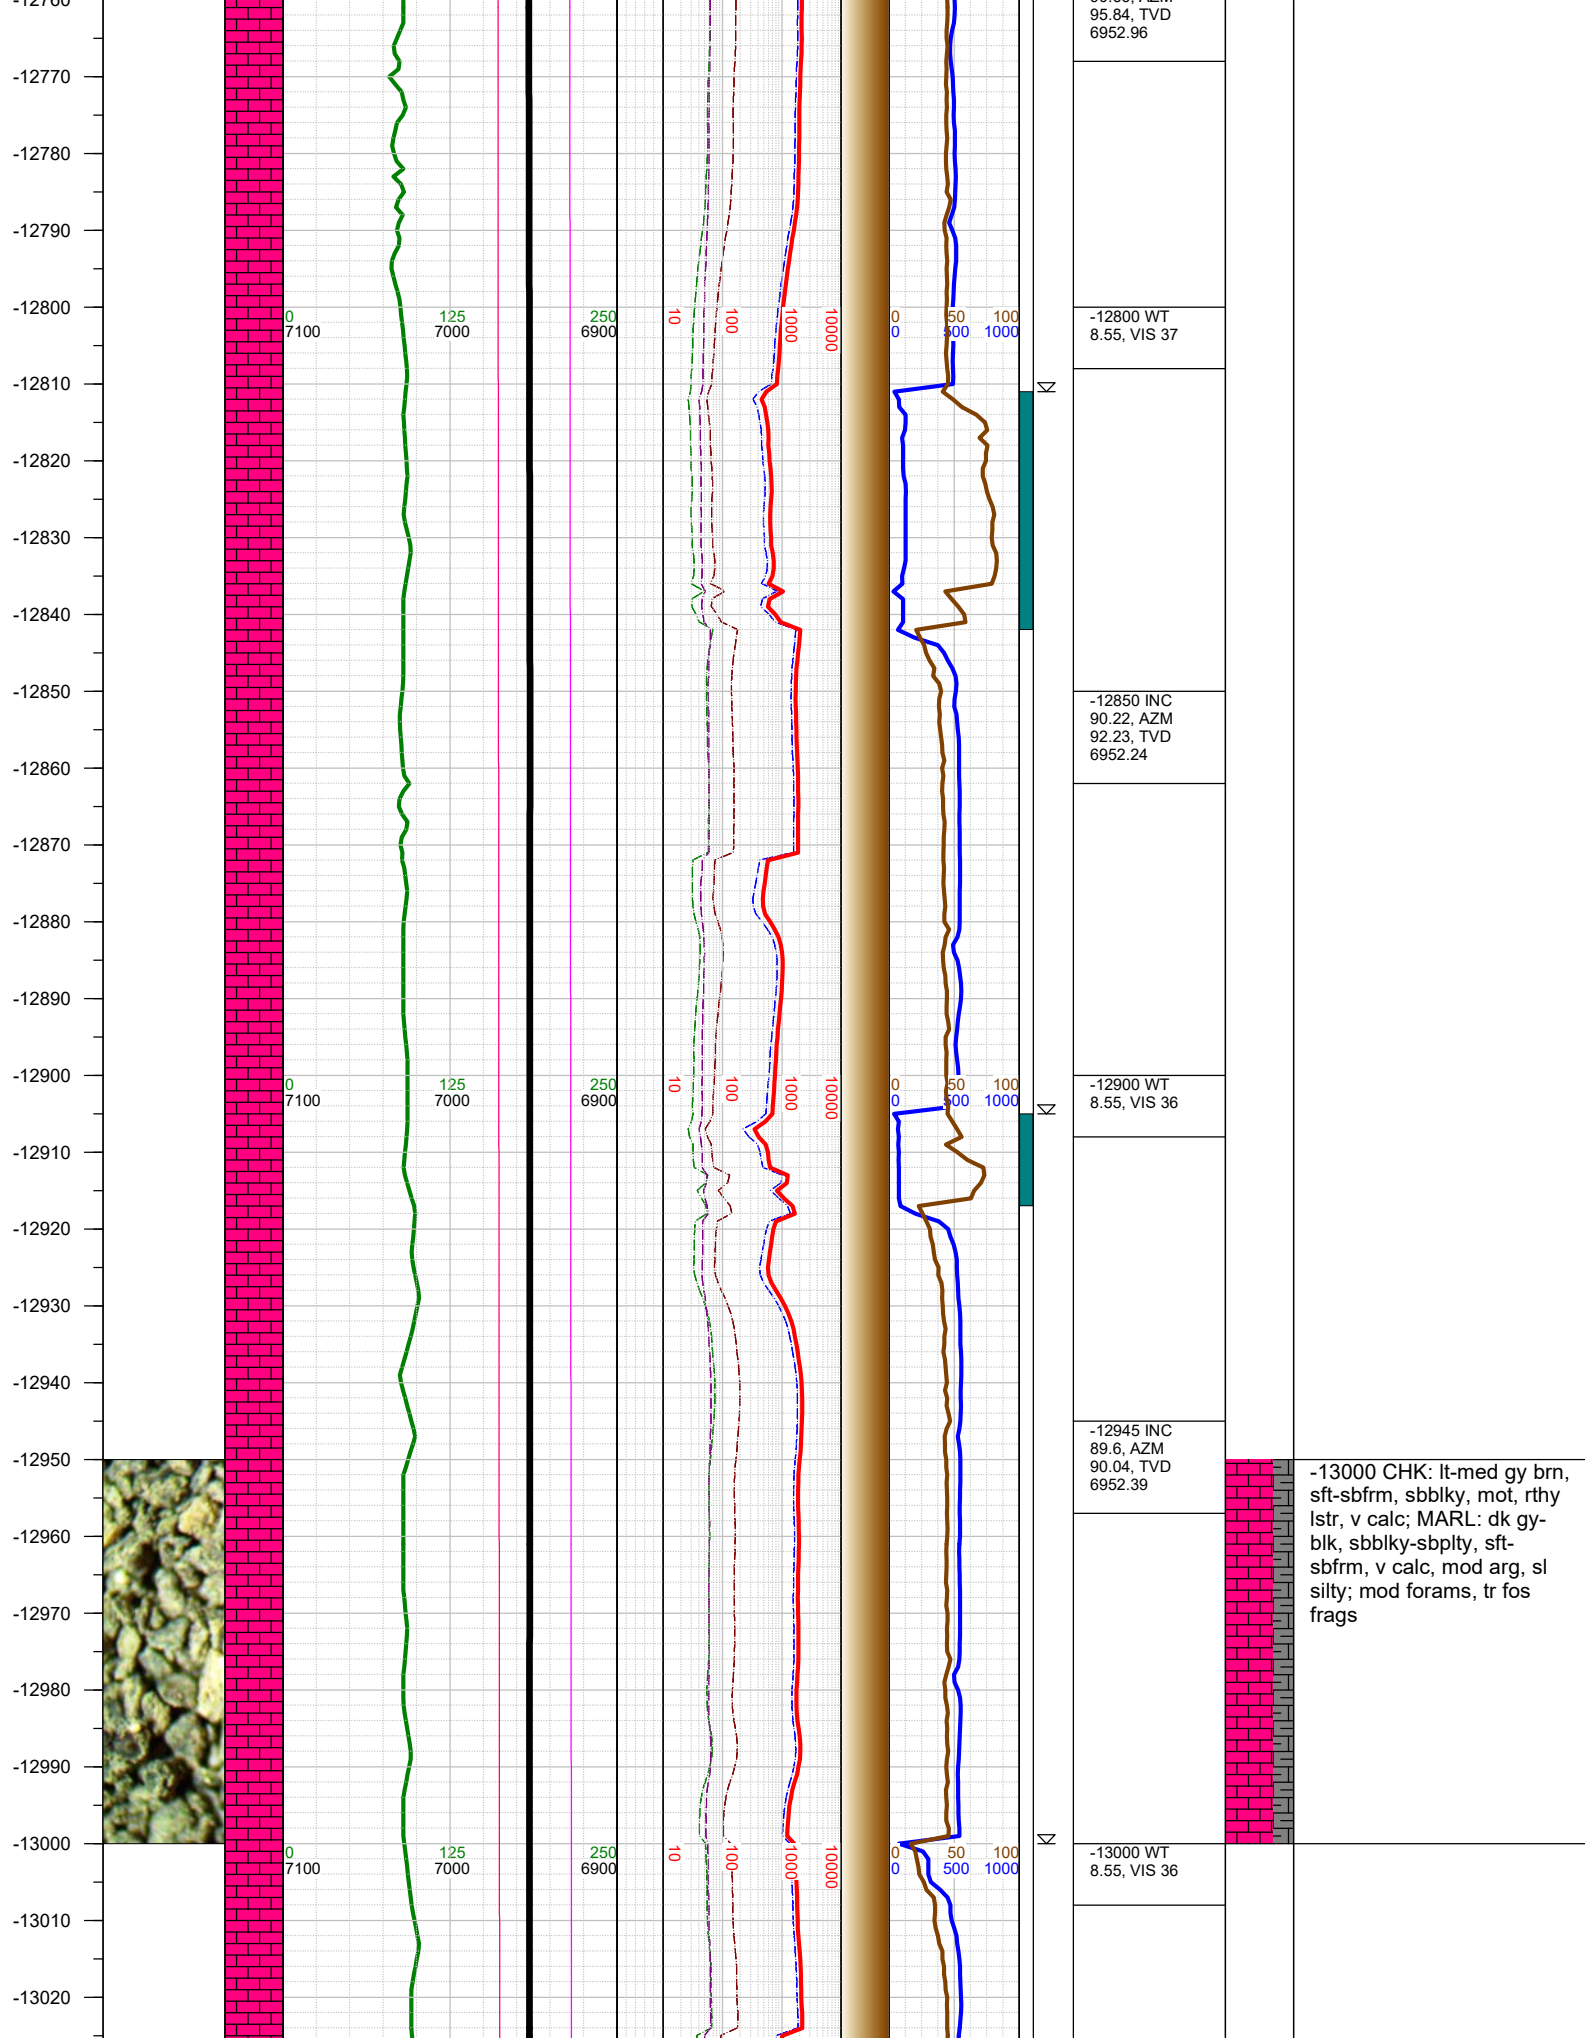 -12760
95.84, TVD
6952.96
-12770
-12780
-12790
-12800
0 125 250
7100 7000 6900
10 100 1000 10000
0 50 100
0 500 1000
-12800 WT
8.55, VIS 37
-12810
-12820
-12830
-12840
-12850
-12850 INC
90.22, AZM
92.23, TVD
6952.24
-12860
-12870
-12880
-12890
-12900
0 125 250
7100 7000 6900
10 100 1000 10000
0 50 100
0 500 1000
-12900 WT
8.55, VIS 36
-12910
-12920
-12930
-12940
-12945 INC
89.6, AZM
90.04, TVD
6952.39
-12950
-13000 CHK: lt-med gy brn,
sft-sbfrm, sbblky, mot, rthy
lstr, v calc; MARL: dk gy-
blk, sbblky-sbplty, sft-
sbfrm, v calc, mod arg, sl
silty; mod forams, tr fos
frags
-12960
-12970
-12980
-12990
-13000
0 125 250
7100 7000 6900
10 100 1000 10000
0 50 100
0 500 1000
-13000 WT
8.55, VIS 36
-13010
-13020